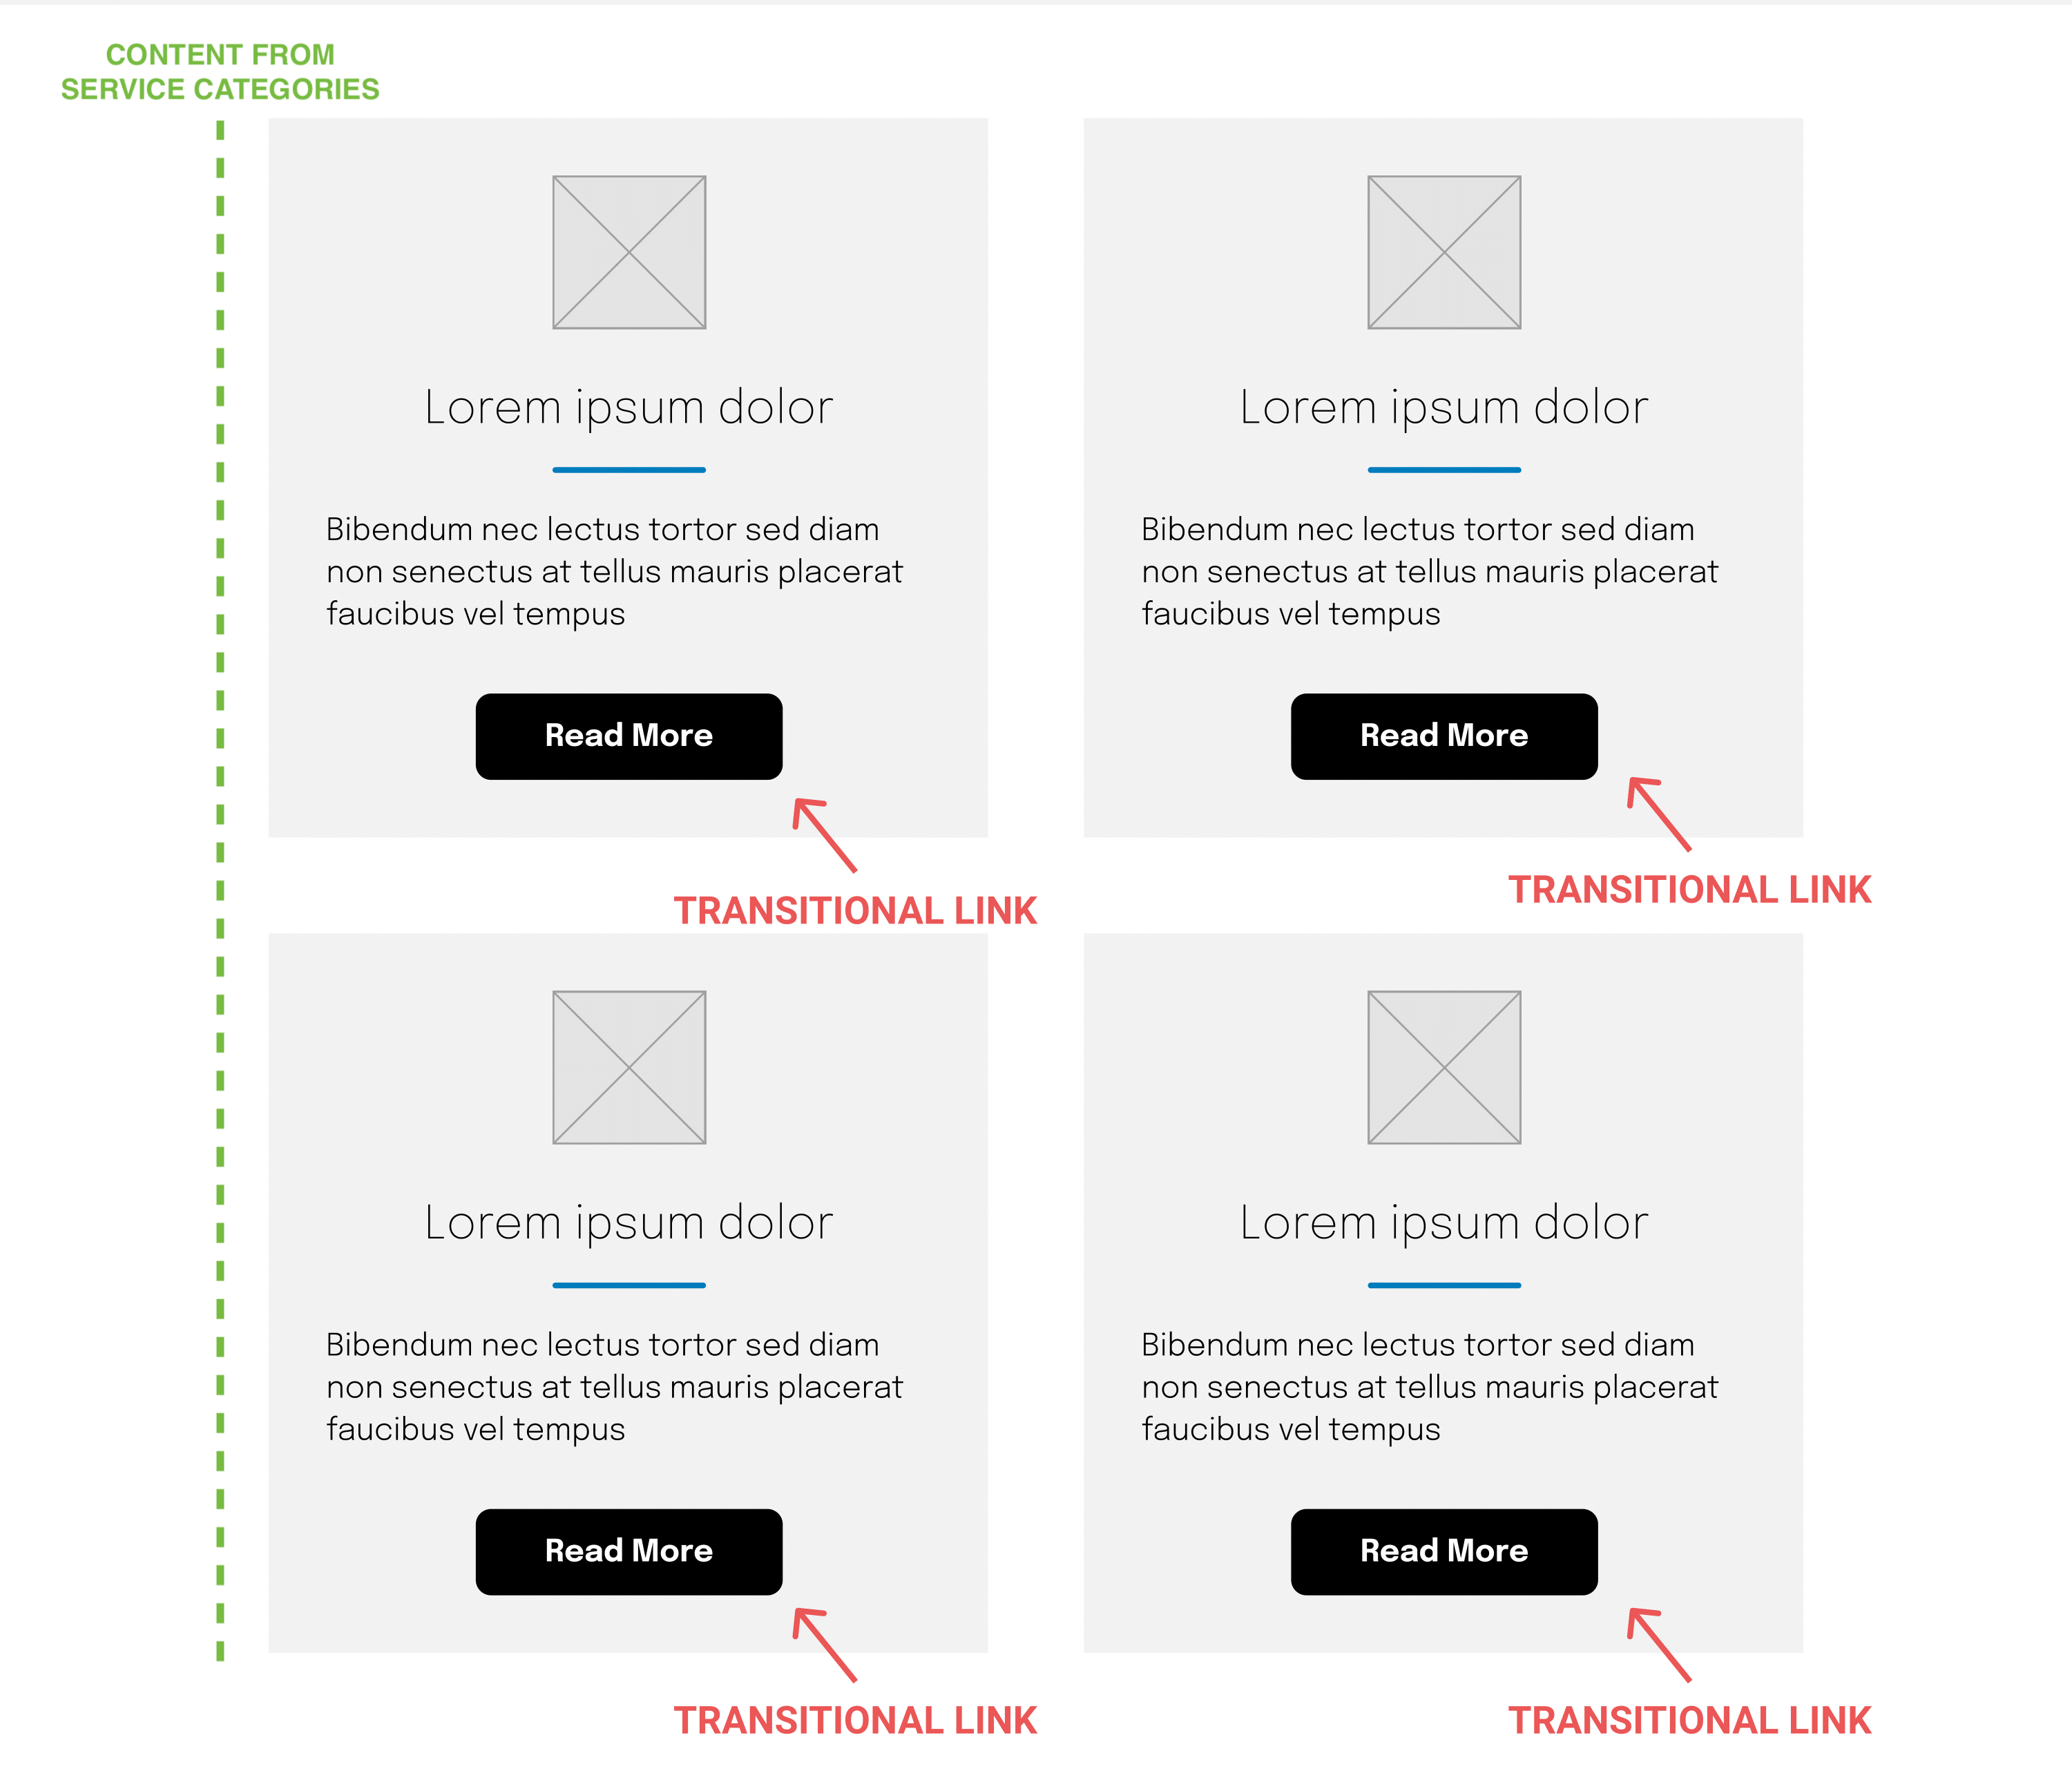 CONTENT FROM
SERVICE CATEGORIES
Lorem ipsum dolor
Bibendum nec lectus tortor sed diam
non senectus at tellus mauris placerat
faucibus vel tempus
Read More
TRANSITIONAL LINK
Lorem ipsum dolor
Bibendum nec lectus tortor sed diam
non senectus at tellus mauris placerat
faucibus vel tempus
Read More
TRANSITIONAL LINK
Lorem ipsum dolor
Bibendum nec lectus tortor sed diam
non senectus at tellus mauris placerat
faucibus vel tempus
Read More
TRANSITIONAL LINK
Lorem ipsum dolor
Bibendum nec lectus tortor sed diam
non senectus at tellus mauris placerat
faucibus vel tempus
Read More
TRANSITIONAL LINK